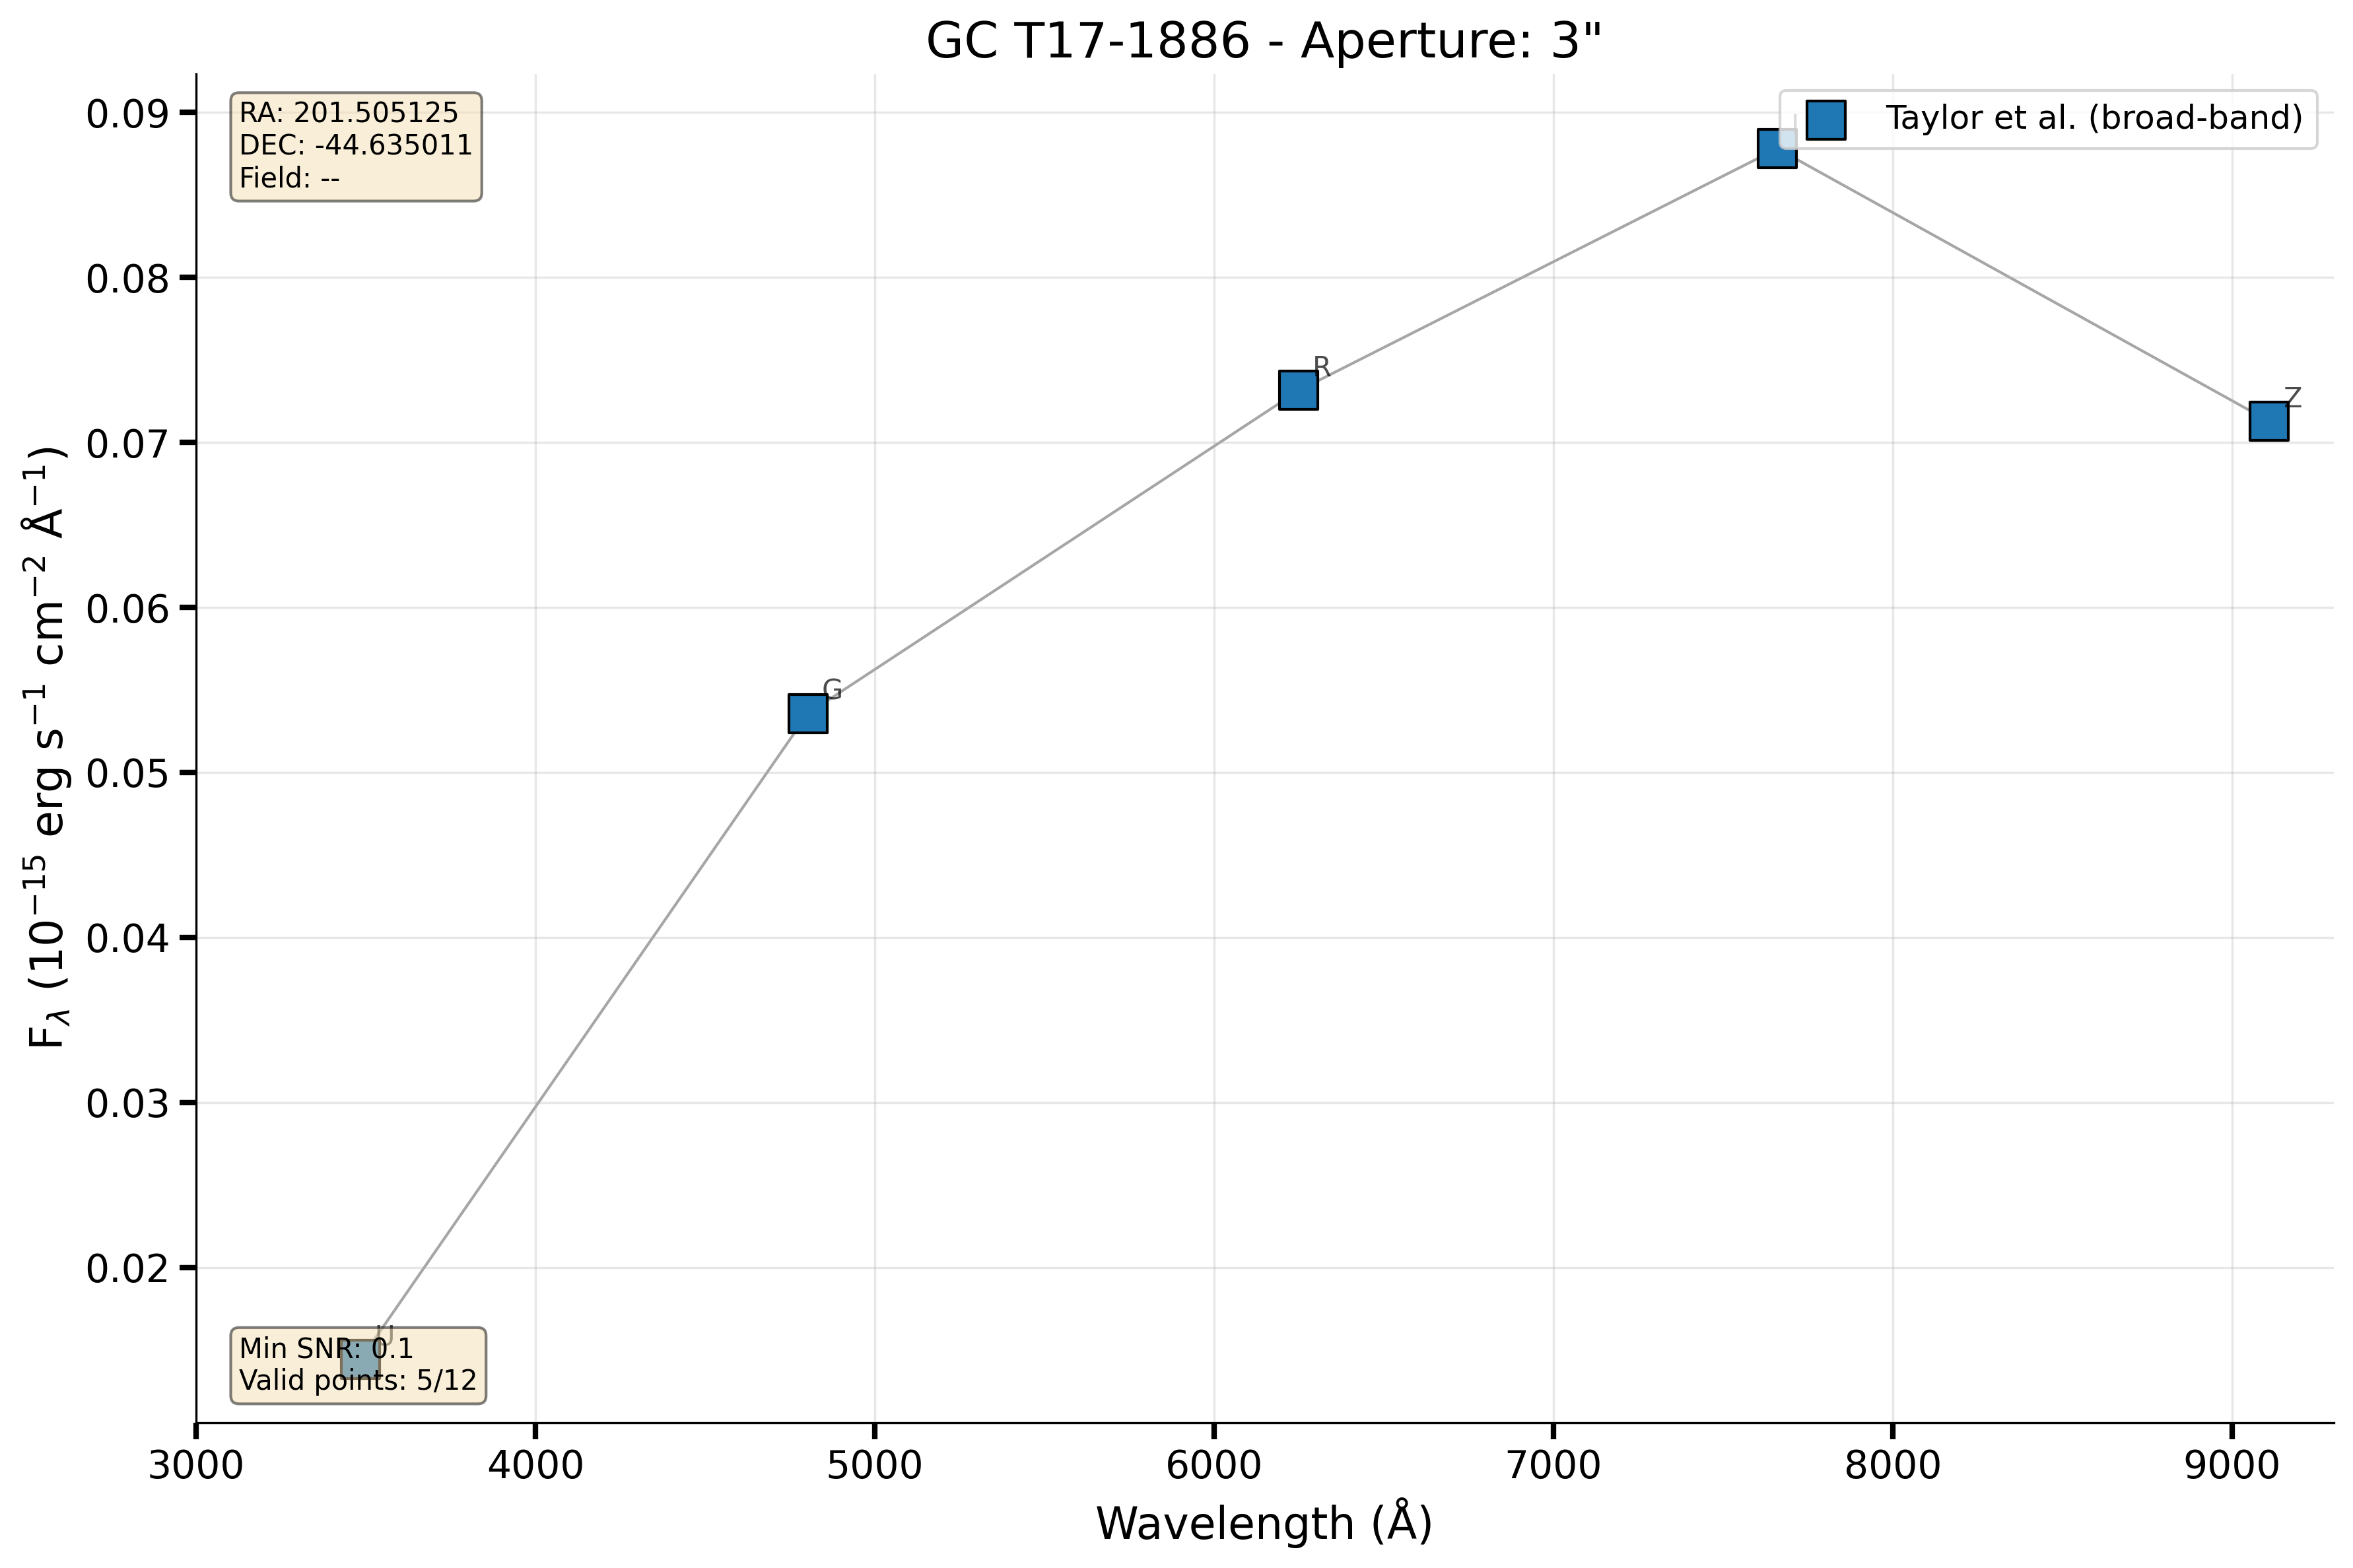 GC T17-1886 - Aperture: 3"
RA: 201.505125
DEC: -44.635011
Field: --
Taylor et al. (broad-band)
0.09
0.08
0.07
0.06
0.05
0.04
0.03
0.02
F_λ (10⁻¹⁵ erg s⁻¹ cm⁻² Å⁻¹)
R
Z
G
U
Min SNR: 0.1
Valid points: 5/12
3000 4000 5000 6000 7000 8000 9000
Wavelength (Å)